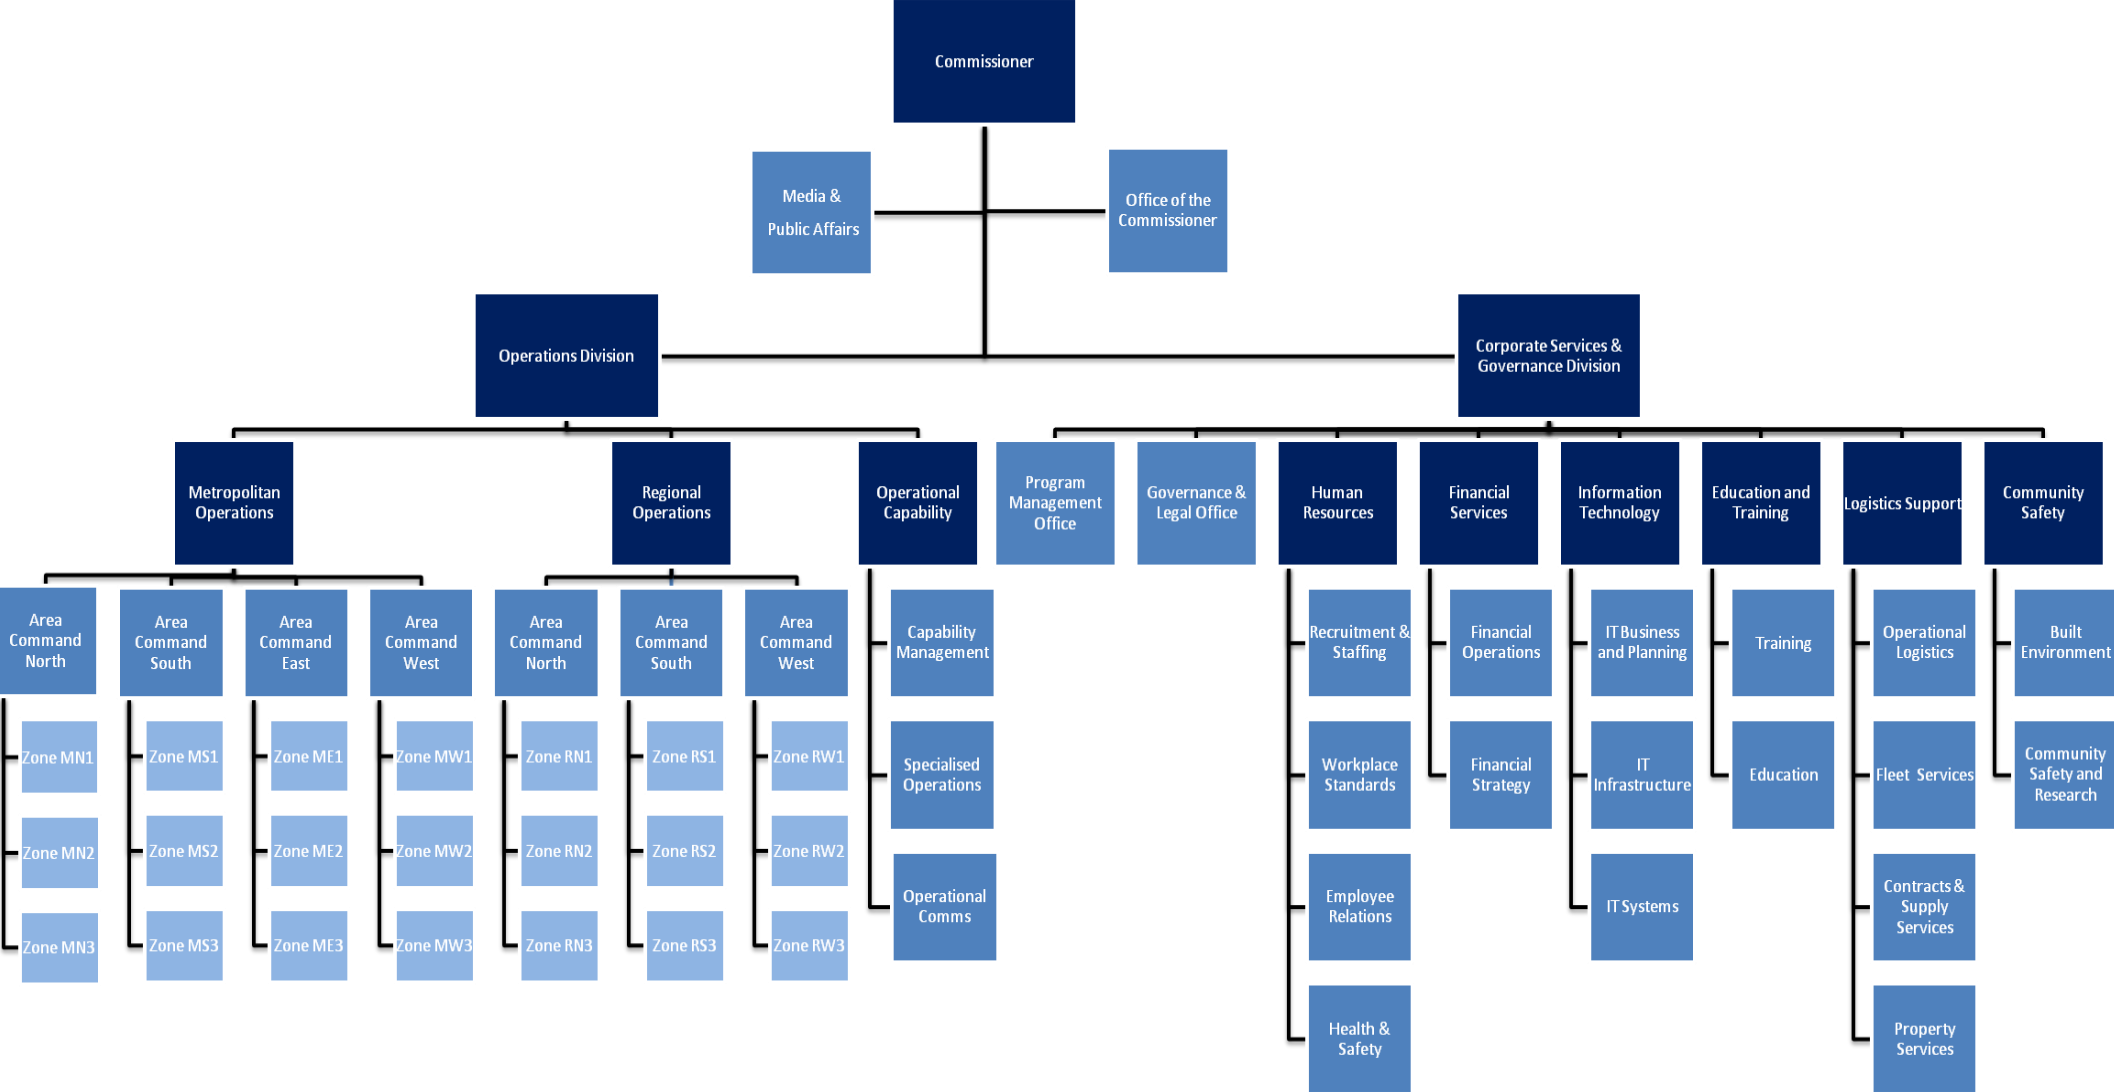 Commissioner
Media &
Public Affairs
Office of the
Commissioner
Operations Division
Corporate Services &
Governance Division
Metropolitan
Operations
Regional
Operations
Operational
Capability
Program
Management
Office
Governance &
Legal Office
Human
Resources
Financial
Services
Information
Technology
Education and
Training
Logistics Support
Community
Safety
Area
Command
North
Area
Command
South
Area
Command
East
Area
Command
West
Area
Command
North
Area
Command
South
Area
Command
West
Capability
Management
Recruitment &
Staffing
Financial
Operations
IT Business
and Planning
Training
Operational
Logistics
Built
Environment
Zone MN1
Zone MS1
Zone ME1
Zone MW1
Zone RN1
Zone RS1
Zone RW1
Specialised
Operations
Workplace
Standards
Financial
Strategy
IT
Infrastructure
Education
Fleet Services
Community
Safety and
Research
Zone MN2
Zone MS2
Zone ME2
Zone MW2
Zone RN2
Zone RS2
Zone RW2
Operational
Comms
Employee
Relations
IT Systems
Contracts &
Supply
Services
Zone MN3
Zone MS3
Zone ME3
Zone MW3
Zone RN3
Zone RS3
Zone RW3
Health &
Safety
Property
Services